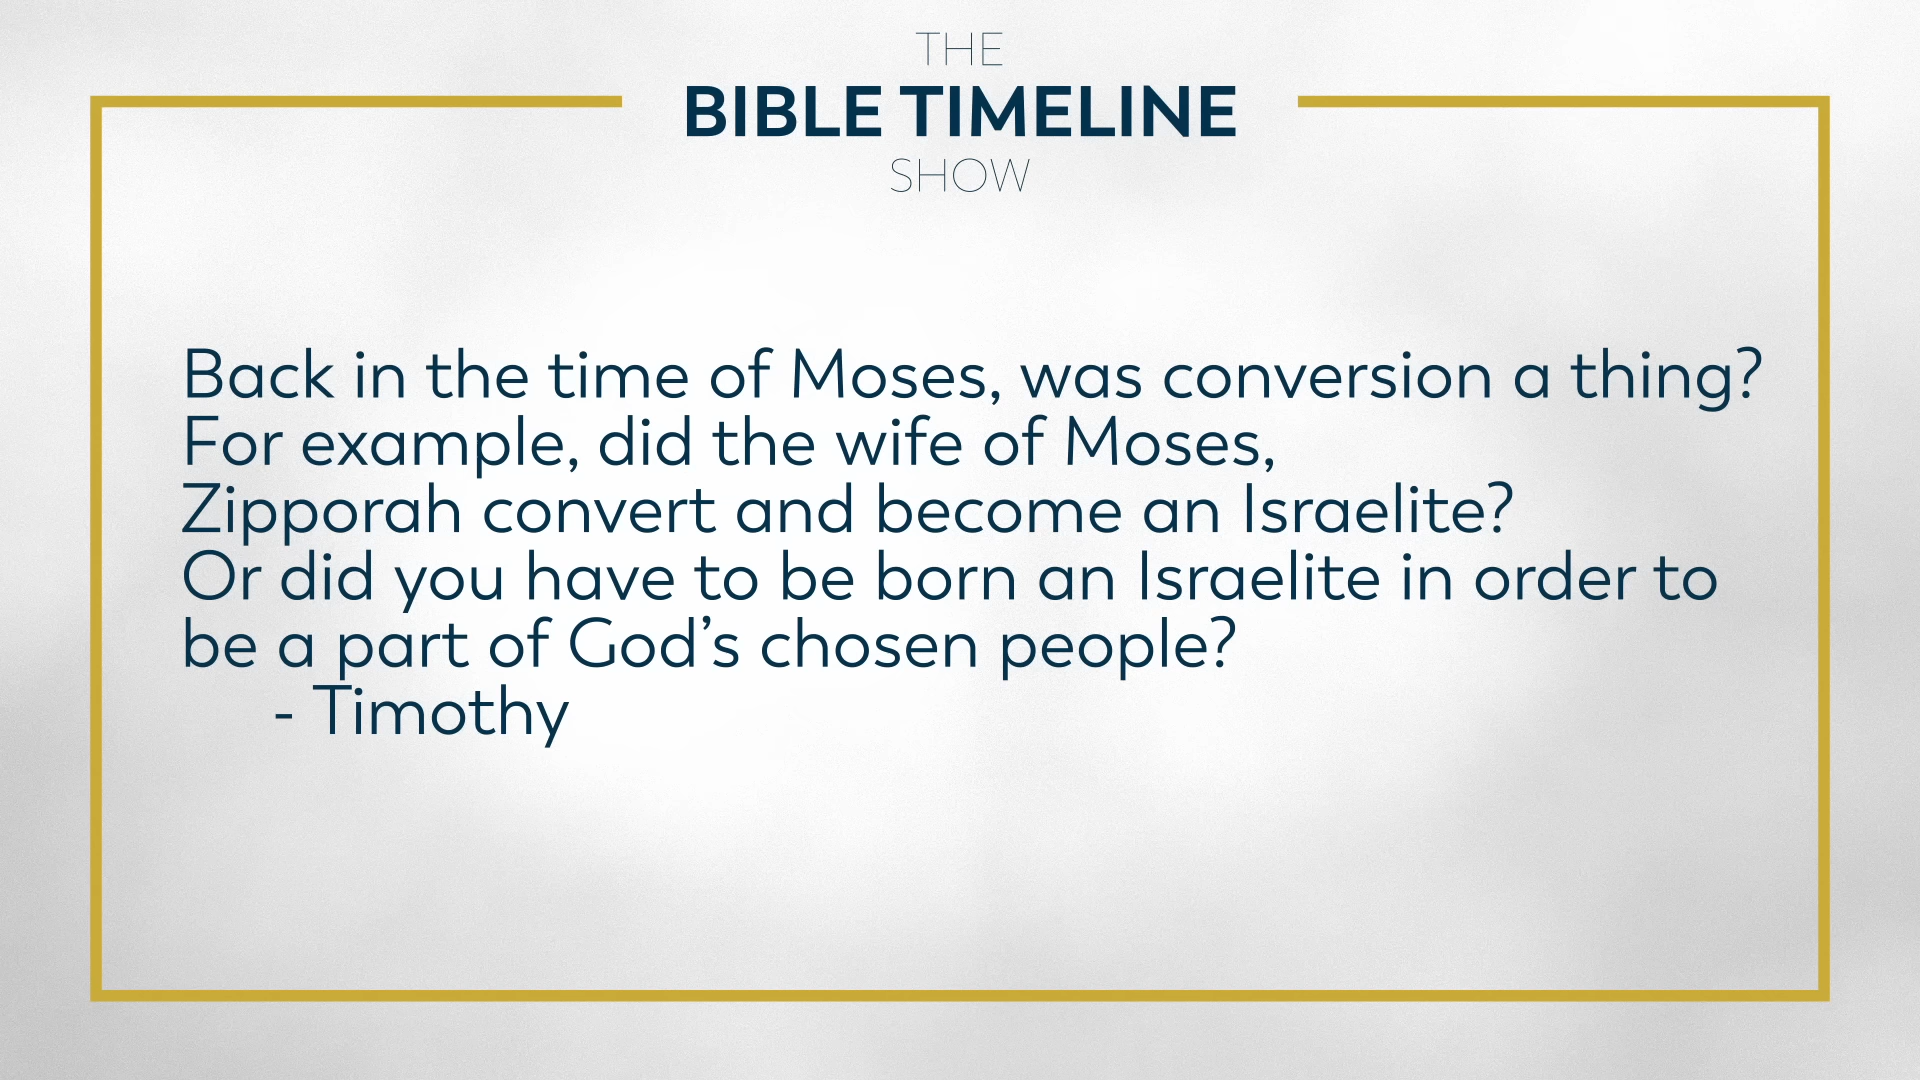 THE
BIBLE TIMELINE
SHOW
Back in the time of Moses, was conversion a thing?
For example, did the wife of Moses,
Zipporah convert and become an Israelite?
Or did you have to be born an Israelite in order to
be a part of God’s chosen people?
- Timothy